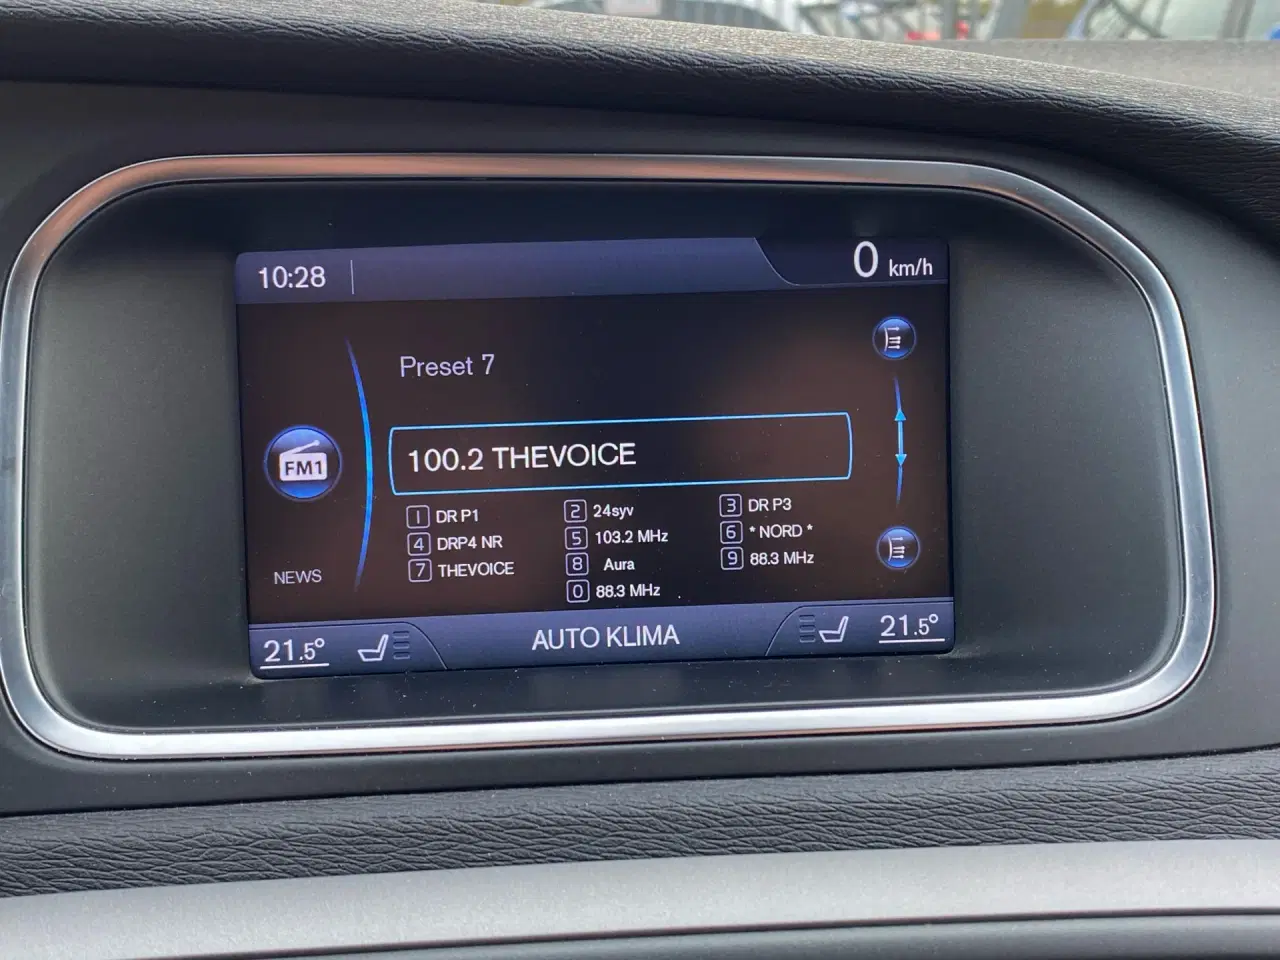 10:28
0 km/h
Preset 7
100.2 THEVOICE
FM1
1 DR P1 2 24syv 3 DR P3
4 DRP4 NR 5 103.2 MHz 6 * NORD *
7 THEVOICE 8 Aura 9 88.3 MHz
0 88.3 MHz
NEWS
21.5° AUTO KLIMA 21.5°